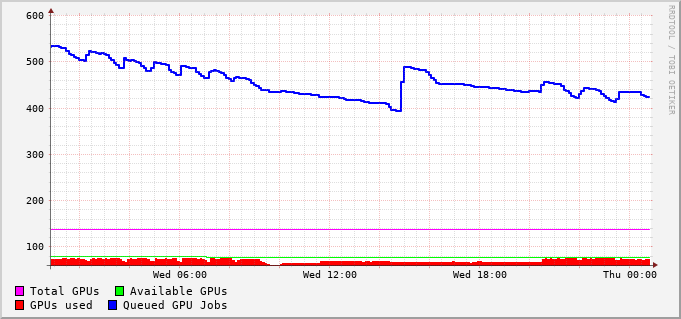 600
500
400
300
200
100
Wed 06:00 Wed 12:00 Wed 18:00 Thu 00:00
Total GPUs Available GPUs
GPUs used Queued GPU Jobs
RRDTOOL / TOBI OETIKER